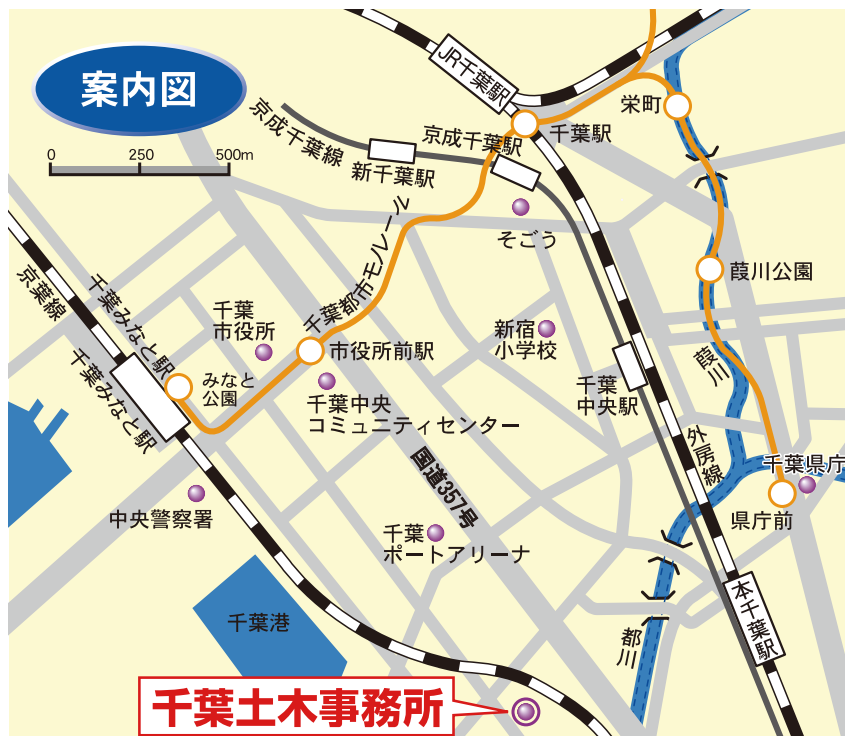 案内図
0 250 500m
JR千葉駅
栄町
京成千葉線
京成千葉駅
千葉駅
新千葉駅
そごう
葭川公園
京葉線
千葉みなと駅
千葉都市モノレール
千葉
市役所
市役所前駅
新宿
小学校
葭川
千葉みなと駅
みなと
公園
千葉中央
コミュニティセンター
千葉
中央駅
外房線
国道357号
千葉県庁
県庁前
中央警察署
千葉
ポートアリーナ
本千葉駅
千葉港
都川
千葉土木事務所